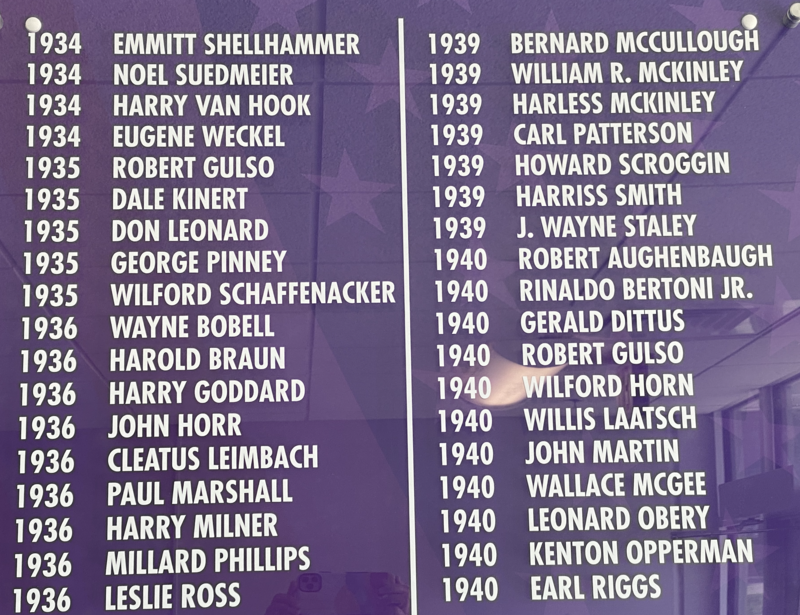 1934 EMMITT SHELLHAMMER
1934 NOEL SUEDMEIER
1934 HARRY VAN HOOK
1934 EUGENE WECKEL
1935 ROBERT GULSO
1935 DALE KINERT
1935 DON LEONARD
1935 GEORGE PINNEY
1935 WILFORD SCHAFFENACKER
1936 WAYNE BOBELL
1936 HAROLD BRAUN
1936 HARRY GODDARD
1936 JOHN HORR
1936 CLEATUS LEIMBACH
1936 PAUL MARSHALL
1936 HARRY MILNER
1936 MILLARD PHILLIPS
1936 LESLIE ROSS
1939 BERNARD MCCULLOUGH
1939 WILLIAM R. MCKINLEY
1939 HARLESS MCKINLEY
1939 CARL PATTERSON
1939 HOWARD SCROGGIN
1939 HARRISS SMITH
1939 J. WAYNE STALEY
1940 ROBERT AUGHENBAUGH
1940 RINALDO BERTONI JR.
1940 GERALD DITTUS
1940 ROBERT GULSO
1940 WILFORD HORN
1940 WILLIS LAATSCH
1940 JOHN MARTIN
1940 WALLACE MCGEE
1940 LEONARD OBERY
1940 KENTON OPPERMAN
1940 EARL RIGGS